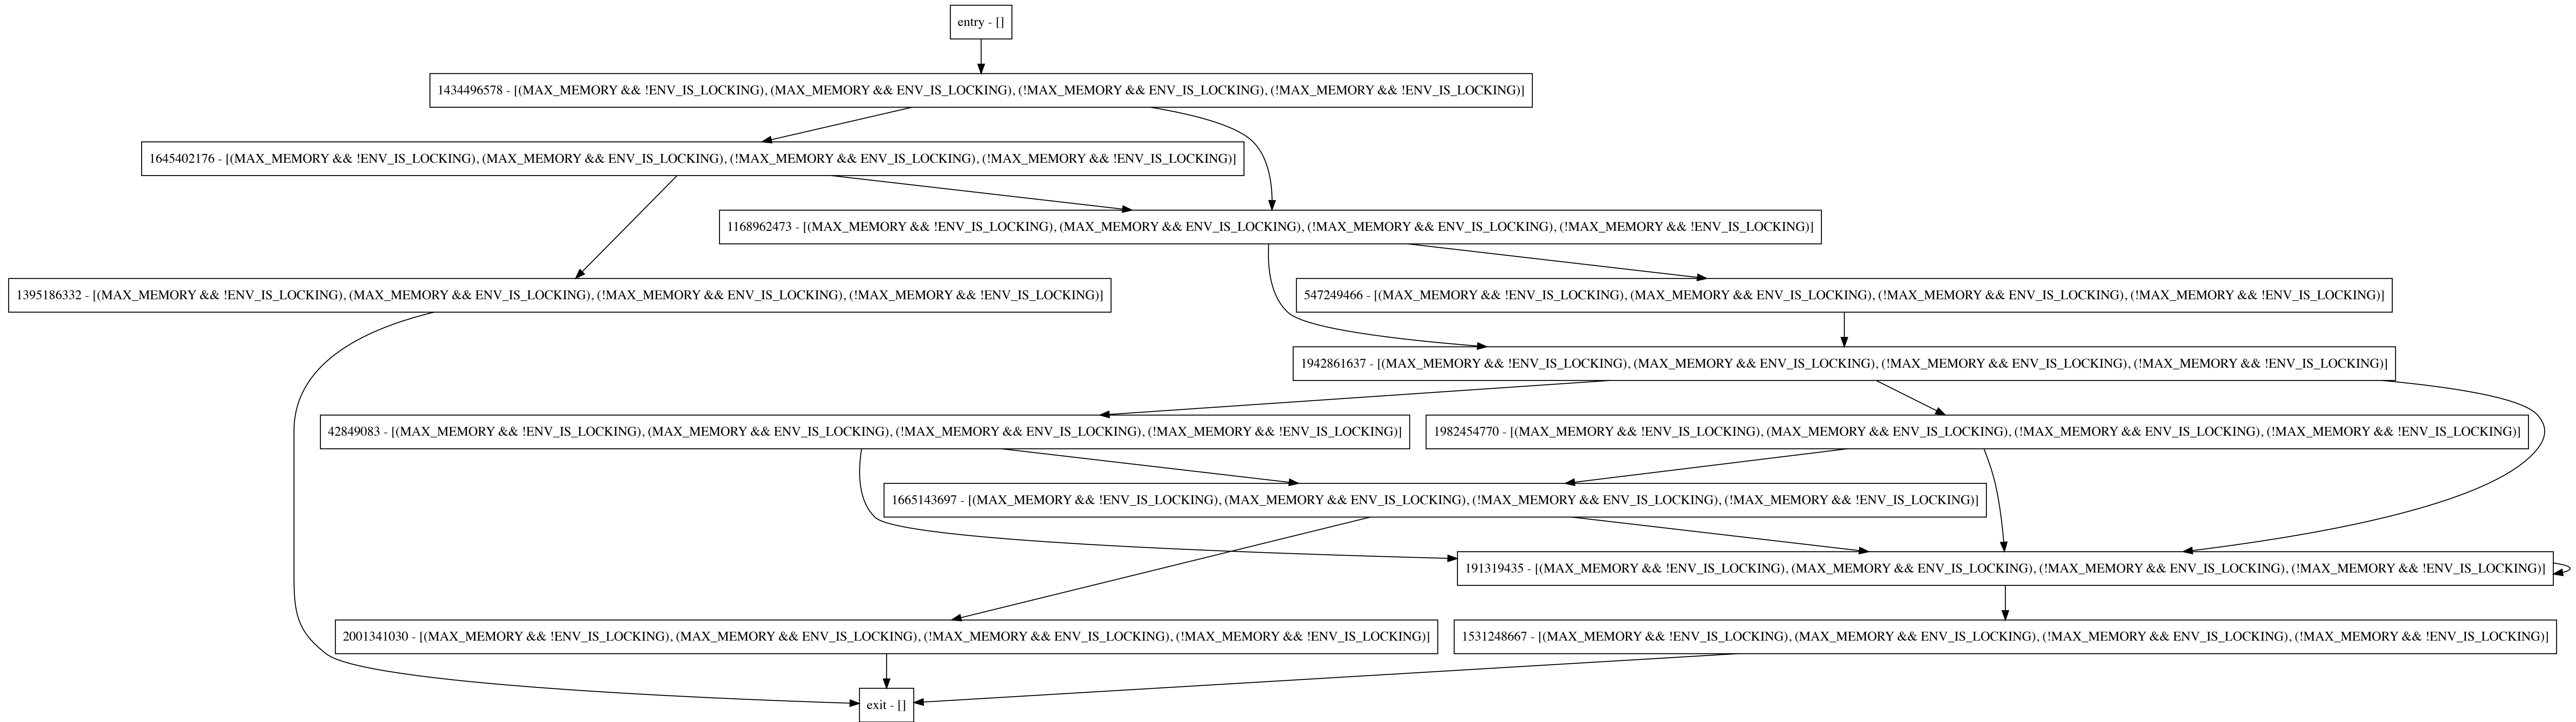 entry - []
1434496578 - [(MAX_MEMORY && !ENV_IS_LOCKING), (MAX_MEMORY && ENV_IS_LOCKING), (!MAX_MEMORY && ENV_IS_LOCKING), (!MAX_MEMORY && !ENV_IS_LOCKING)]
1645402176 - [(MAX_MEMORY && !ENV_IS_LOCKING), (MAX_MEMORY && ENV_IS_LOCKING), (!MAX_MEMORY && ENV_IS_LOCKING), (!MAX_MEMORY && !ENV_IS_LOCKING)]
1168962473 - [(MAX_MEMORY && !ENV_IS_LOCKING), (MAX_MEMORY && ENV_IS_LOCKING), (!MAX_MEMORY && ENV_IS_LOCKING), (!MAX_MEMORY && !ENV_IS_LOCKING)]
1395186332 - [(MAX_MEMORY && !ENV_IS_LOCKING), (MAX_MEMORY && ENV_IS_LOCKING), (!MAX_MEMORY && ENV_IS_LOCKING), (!MAX_MEMORY && !ENV_IS_LOCKING)]
547249466 - [(MAX_MEMORY && !ENV_IS_LOCKING), (MAX_MEMORY && ENV_IS_LOCKING), (!MAX_MEMORY && ENV_IS_LOCKING), (!MAX_MEMORY && !ENV_IS_LOCKING)]
1942861637 - [(MAX_MEMORY && !ENV_IS_LOCKING), (MAX_MEMORY && ENV_IS_LOCKING), (!MAX_MEMORY && ENV_IS_LOCKING), (!MAX_MEMORY && !ENV_IS_LOCKING)]
42849083 - [(MAX_MEMORY && !ENV_IS_LOCKING), (MAX_MEMORY && ENV_IS_LOCKING), (!MAX_MEMORY && ENV_IS_LOCKING), (!MAX_MEMORY && !ENV_IS_LOCKING)]
1982454770 - [(MAX_MEMORY && !ENV_IS_LOCKING), (MAX_MEMORY && ENV_IS_LOCKING), (!MAX_MEMORY && ENV_IS_LOCKING), (!MAX_MEMORY && !ENV_IS_LOCKING)]
1665143697 - [(MAX_MEMORY && !ENV_IS_LOCKING), (MAX_MEMORY && ENV_IS_LOCKING), (!MAX_MEMORY && ENV_IS_LOCKING), (!MAX_MEMORY && !ENV_IS_LOCKING)]
191319435 - [(MAX_MEMORY && !ENV_IS_LOCKING), (MAX_MEMORY && ENV_IS_LOCKING), (!MAX_MEMORY && ENV_IS_LOCKING), (!MAX_MEMORY && !ENV_IS_LOCKING)]
2001341030 - [(MAX_MEMORY && !ENV_IS_LOCKING), (MAX_MEMORY && ENV_IS_LOCKING), (!MAX_MEMORY && ENV_IS_LOCKING), (!MAX_MEMORY && !ENV_IS_LOCKING)]
1531248667 - [(MAX_MEMORY && !ENV_IS_LOCKING), (MAX_MEMORY && ENV_IS_LOCKING), (!MAX_MEMORY && ENV_IS_LOCKING), (!MAX_MEMORY && !ENV_IS_LOCKING)]
exit - []